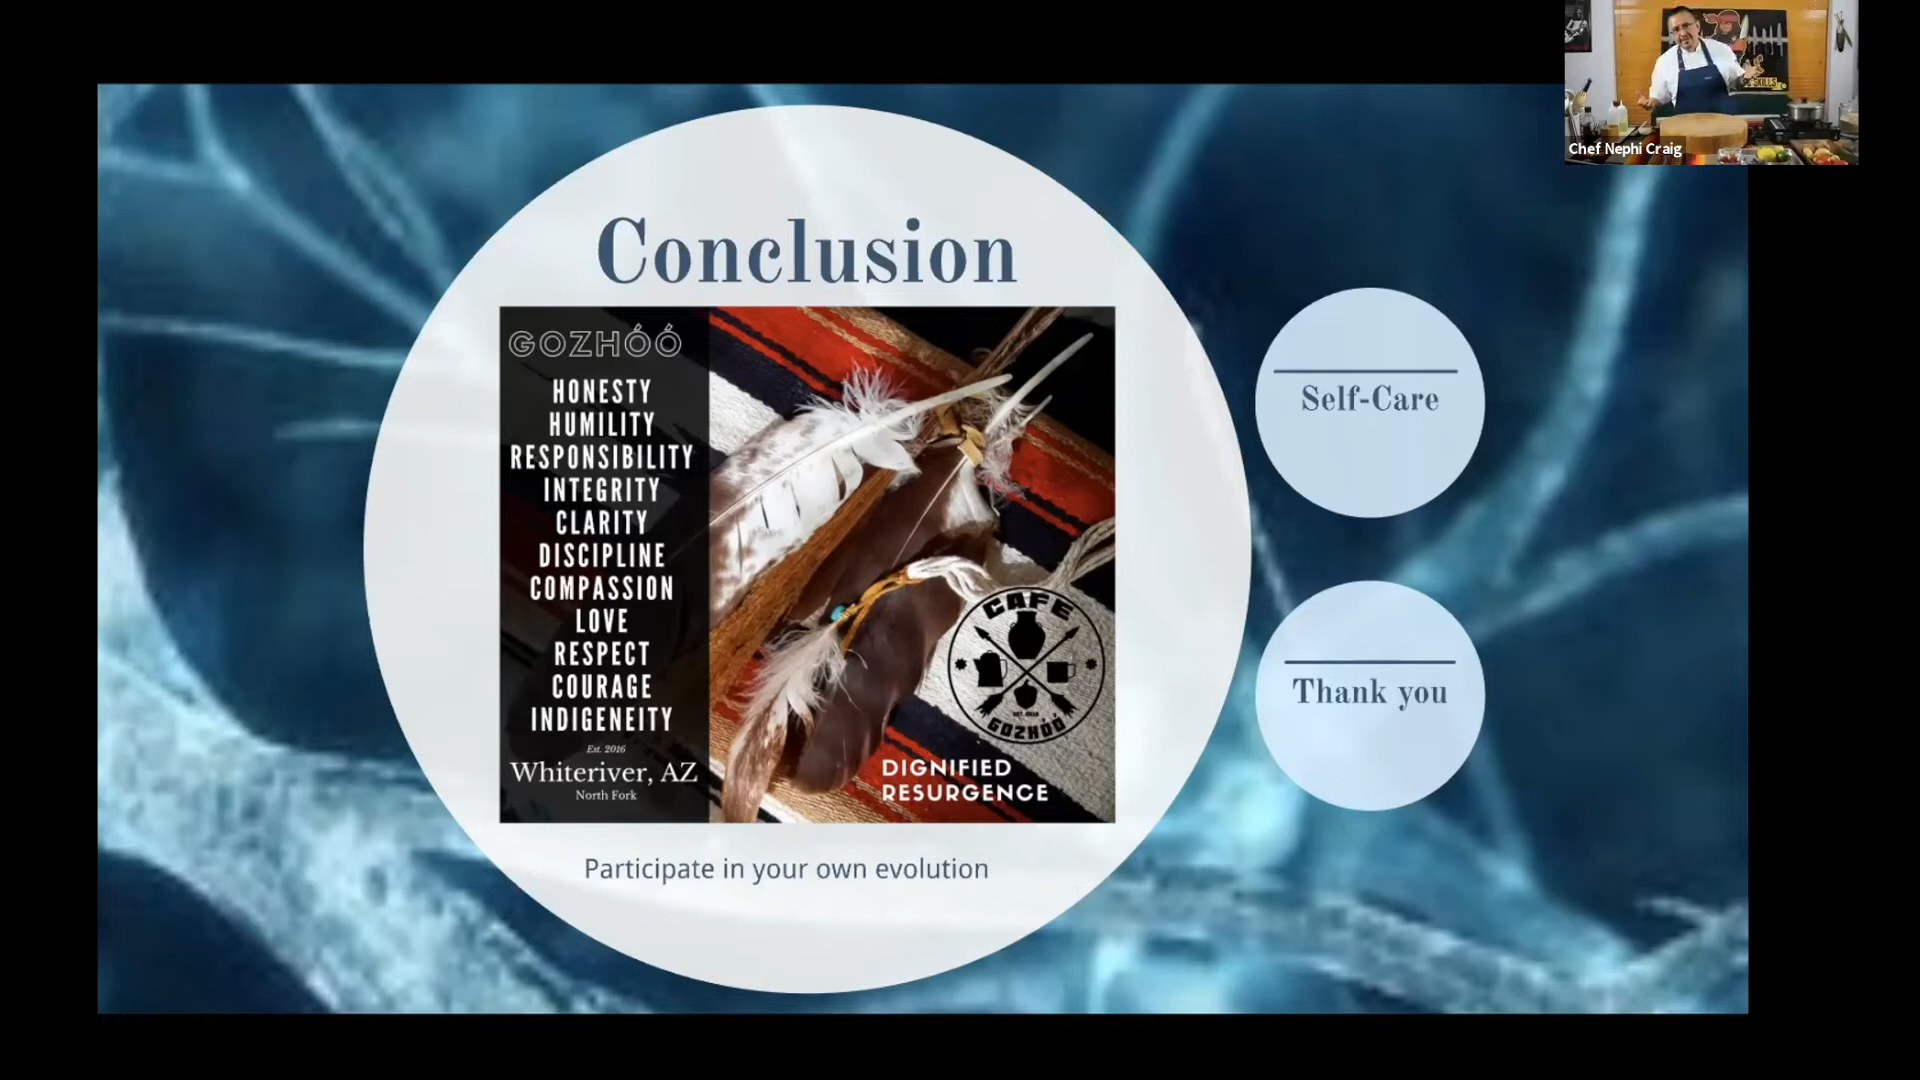 Conclusion
GOZHÓÓ
HONESTY
HUMILITY
RESPONSIBILITY
INTEGRITY
CLARITY
DISCIPLINE
COMPASSION
LOVE
RESPECT
COURAGE
INDIGENEITY
Est. 2016
Whiteriver, AZ
North Fork
CAFE
GOZHÓÓ
DIGNIFIED
RESURGENCE
Participate in your own evolution
Self-Care
Thank you
SKILLS
Chef Nephi Craig